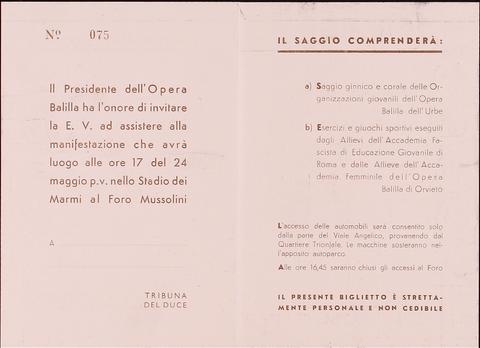 Nº 075
Il Presidente dell'Opera
Balilla ha l'onore di invitare
la E. V. ad assistere alla
manifestazione che avrà
luogo alle ore 17 del 24
maggio p.v. nello Stadio dei
Marmi al Foro Mussolini
A
TRIBUNA
DEL DUCE
IL SAGGIO COMPRENDERÀ:
a) Saggio ginnico e corale delle Or-
ganizzazioni giovanili dell'Opera
Balilla dell'Urbe
b) Esercizi e giuochi sportivi eseguiti
dagli Allievi dell'Accademia Fa-
scista di Educazione Giovanile di
Roma e dalle Allieve dell'Acca-
demia Femminile dell'Opera
Balilla di Orvieto
L'accesso delle automobili sarà consentito solo
dalla parte del Viale Angelico, provenendo dal
Quartiere Trionfale. Le macchine sosteranno nel-
l'apposito autoparco.
Alle ore 16,45 saranno chiusi gli accessi al Foro
IL PRESENTE BIGLIETTO È STRETTA-
MENTE PERSONALE E NON CEDIBILE